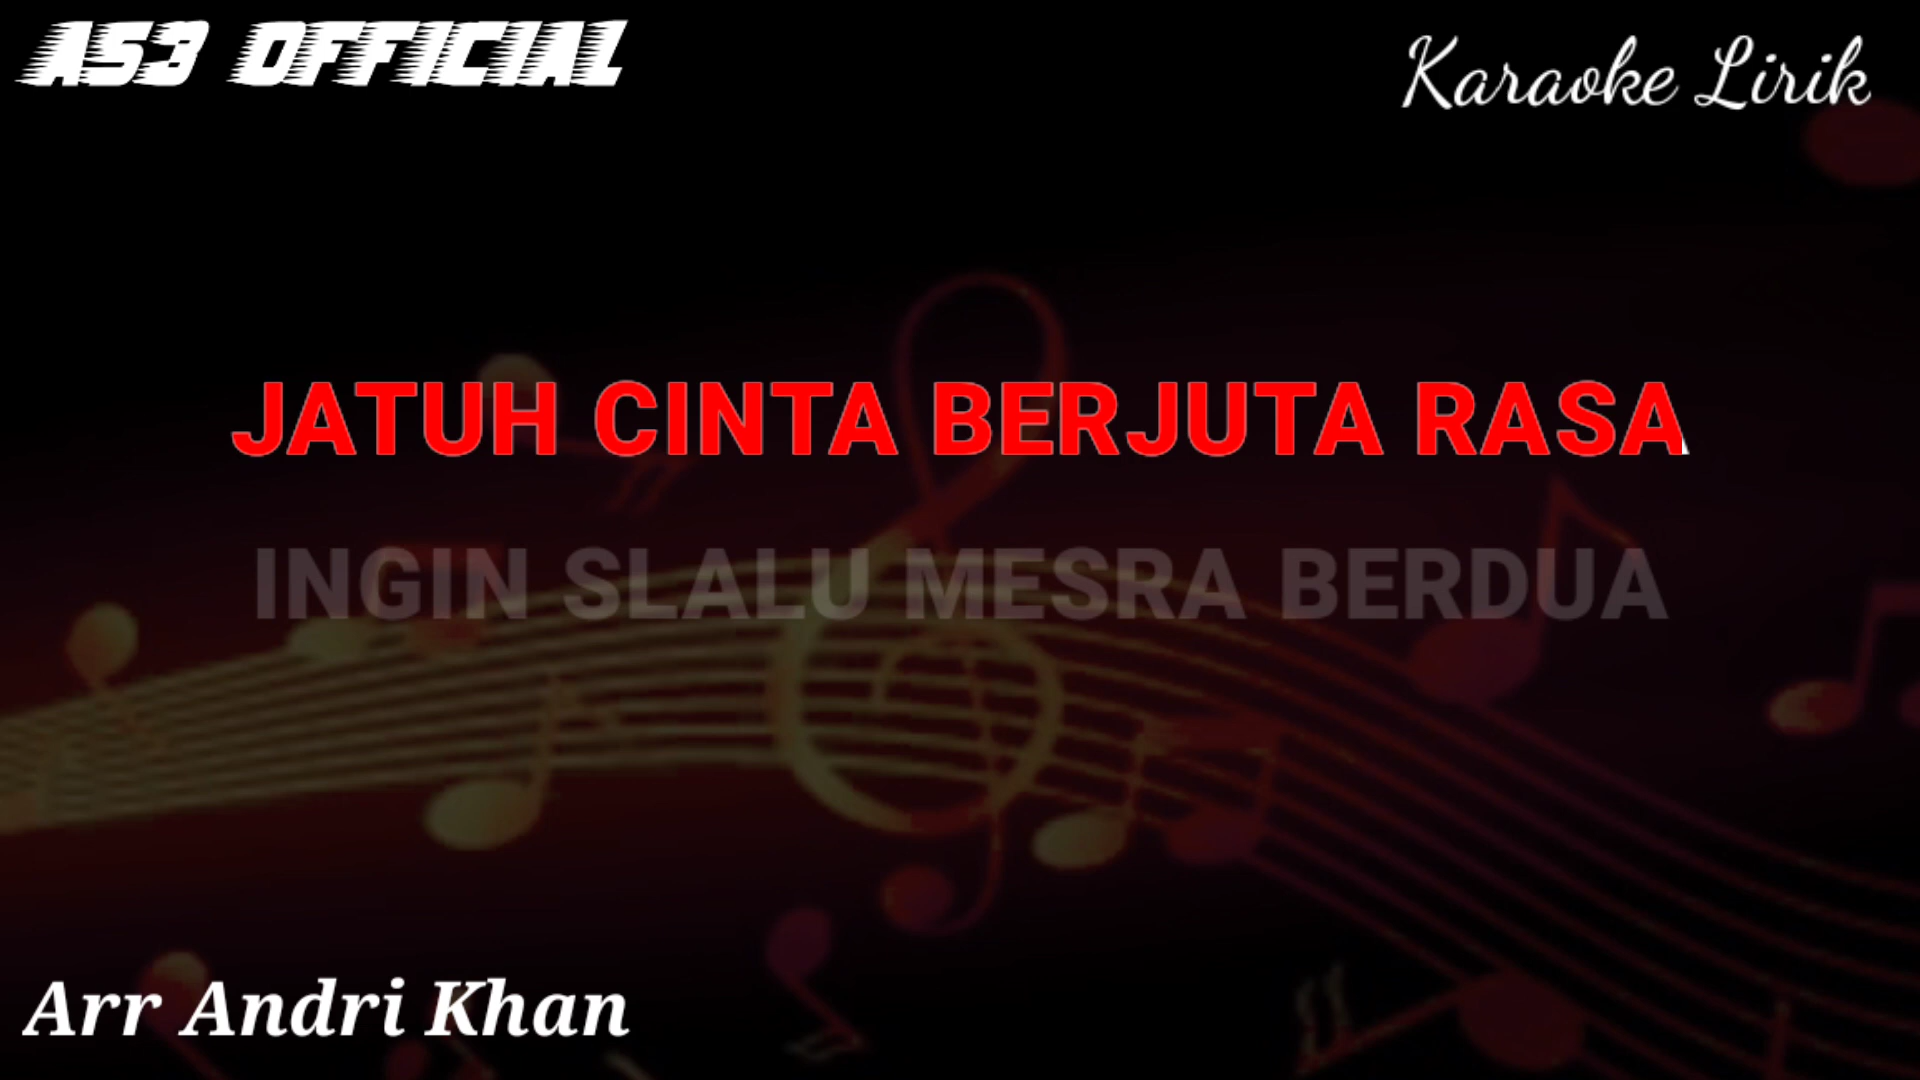 AS3 OFFICIAL
Karaoke Lirik
JATUH CINTA BERJUTA RASA
INGIN SLALU MESRA BERDUA
Arr Andri Khan